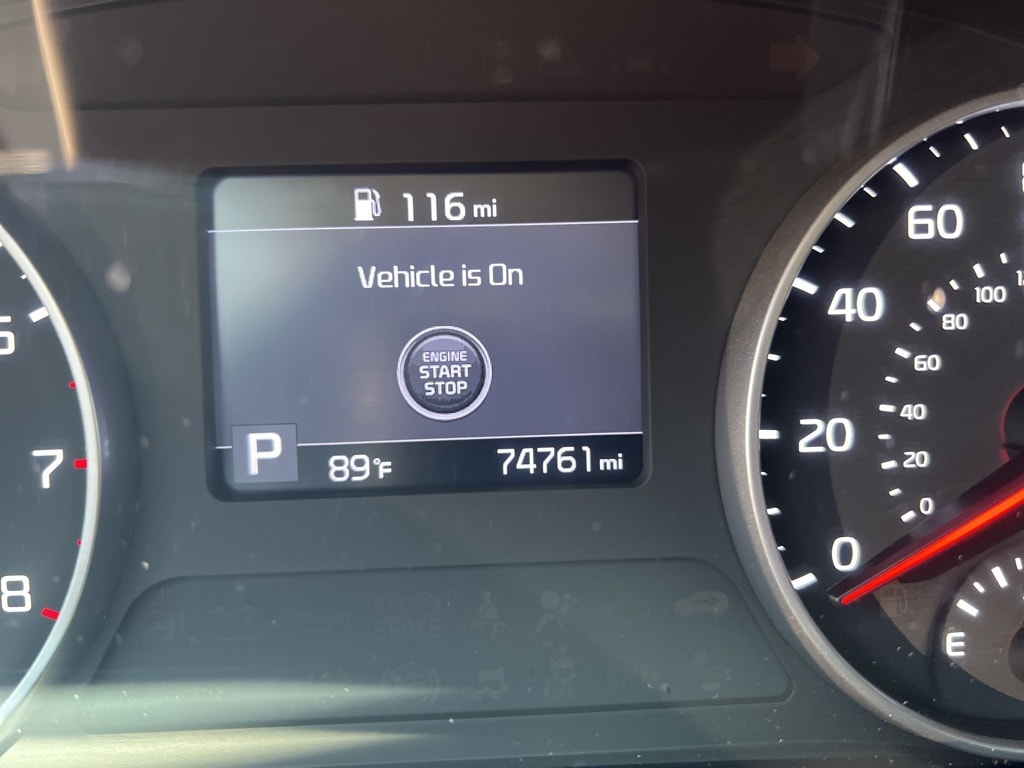 116 mi
Vehicle is On
ENGINE
START
STOP
P
89°F
74761 mi
7
8
60
40
20
0
100
80
60
40
20
0
E
BRAKE